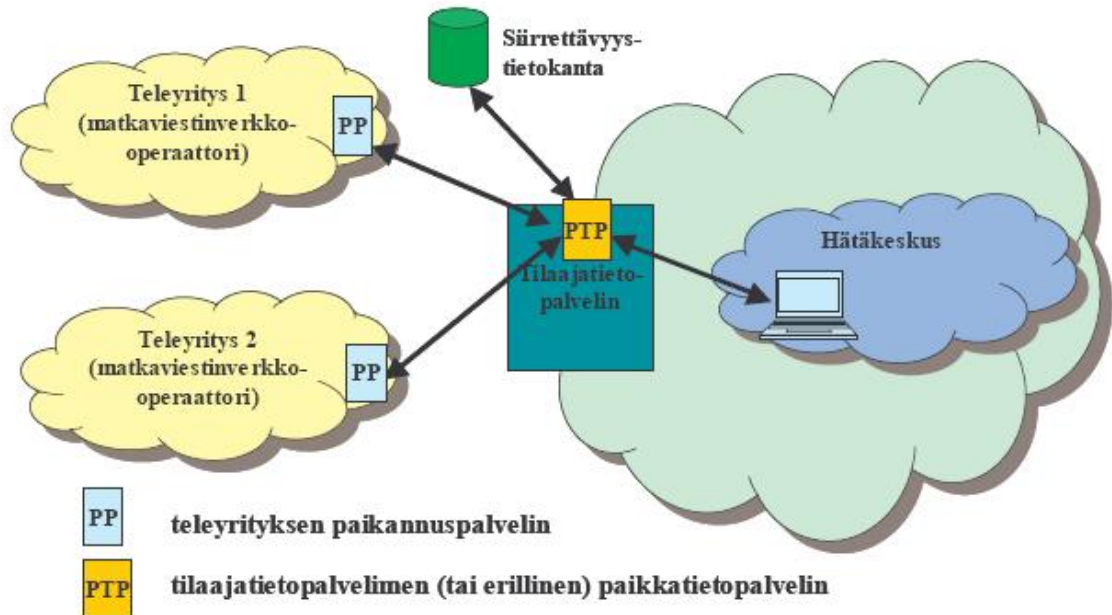 Siirrettävyys-
tietokanta
Teleyritys 1
(matkaviestinverkko-
operaattori)
PP
PTP
Tilaajatieto-
palvelin
Hätäkeskus
Teleyritys 2
(matkaviestinverkko-
operaattori)
PP
PP teleyrityksen paikannuspalvelin
PTP tilaajatietopalvelimen (tai erillinen) paikkatietopalvelin